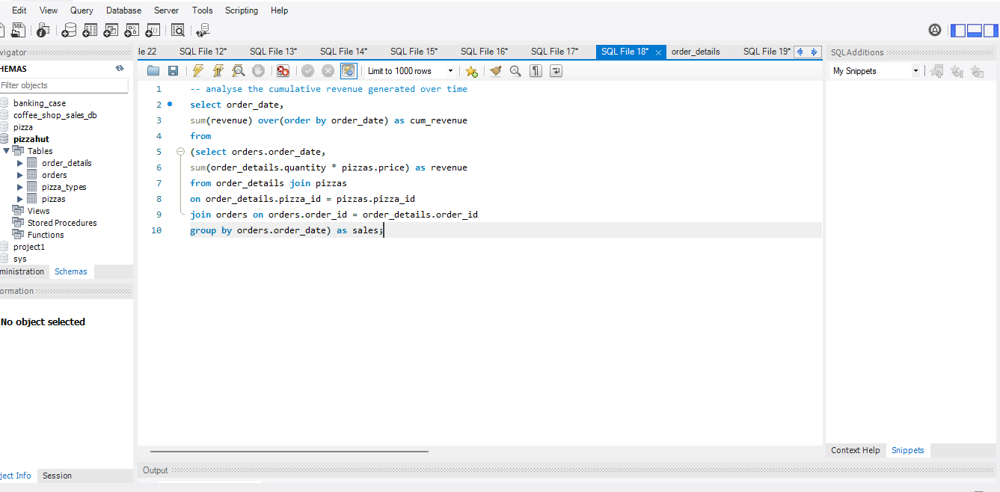 Edit View Query Database Server Tools Scripting Help
vigator
le 22 SQL File 12* SQL File 13* SQL File 14* SQL File 15* SQL File 16* SQL File 17* SQL File 18* order_details SQL File 19*
SQLAdditions
HEMAS
Limit to 1000 rows
My Snippets
Filter objects
banking_case
coffee_shop_sales_db
pizza
pizzahut
Tables
order_details
orders
pizza_types
pizzas
Views
Stored Procedures
Functions
project1
sys
ministration Schemas
ormation
No object selected
ject Info Session
1 -- analyse the cumulative revenue generated over time
2 select order_date,
3 sum(revenue) over(order by order_date) as cum_revenue
4 from
5 (select orders.order_date,
6 sum(order_details.quantity * pizzas.price) as revenue
7 from order_details join pizzas
8 on order_details.pizza_id = pizzas.pizza_id
9 join orders on orders.order_id = order_details.order_id
10 group by orders.order_date) as sales;
Context Help Snippets
Output